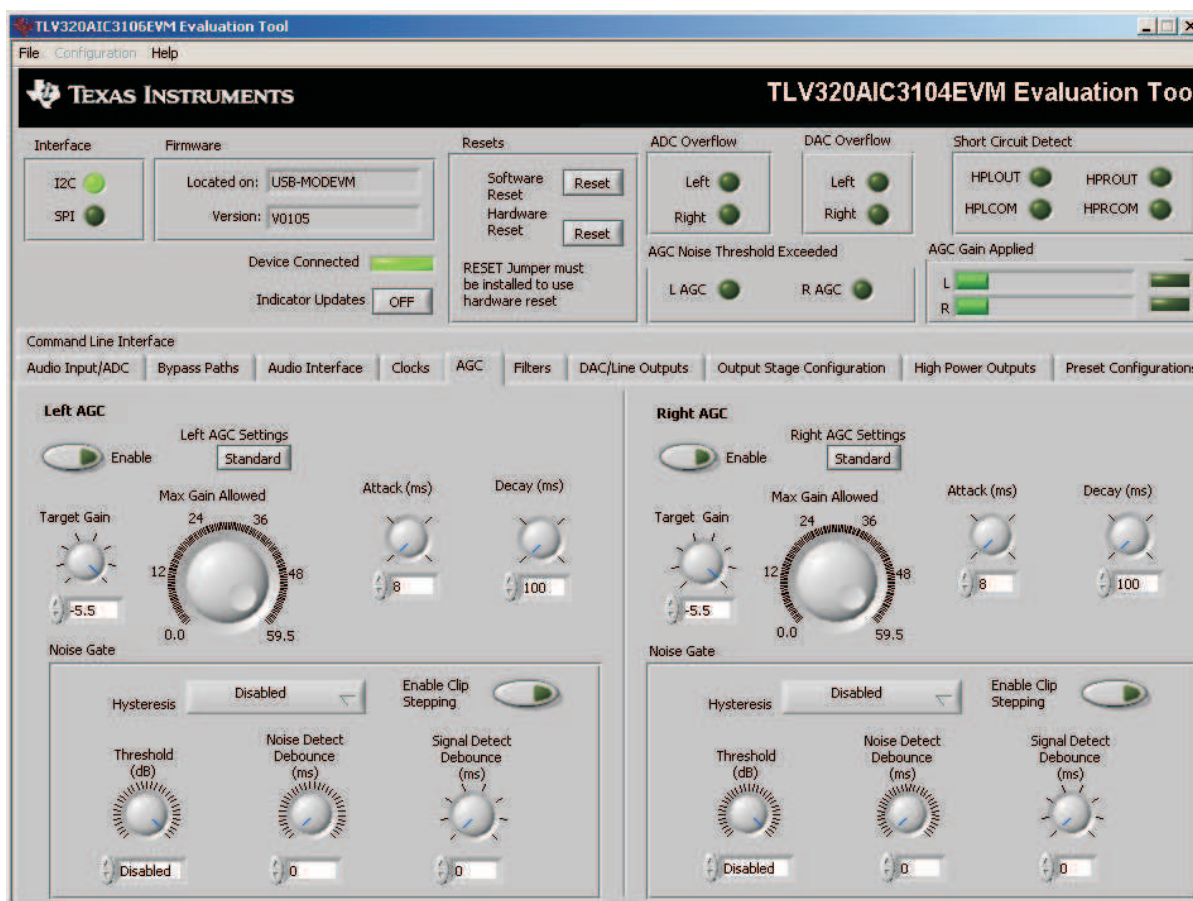 TLV320AIC3106EVM Evaluation Tool
File Configuration Help
TEXAS INSTRUMENTS
TLV320AIC3104EVM Evaluation Too
Interface
I2C
SPI
Firmware
Located on: USB-MODEVM
Version: V0105
Device Connected
Indicator Updates OFF
Resets
Software Reset Reset
Hardware Reset Reset
RESET Jumper must
be installed to use
hardware reset
ADC Overflow
Left
Right
DAC Overflow
Left
Right
Short Circuit Detect
HPLOUT HPROUT
HPLCOM HPRCOM
AGC Noise Threshold Exceeded
L AGC R AGC
AGC Gain Applied
L
R
Command Line Interface
Audio Input/ADC Bypass Paths Audio Interface Clocks AGC Filters DAC/Line Outputs Output Stage Configuration High Power Outputs Preset Configurations
Left AGC
Enable
Left AGC Settings
Standard
Target Gain
-5.5
Max Gain Allowed
24 36
12 48
0.0 59.5
Attack (ms)
8
Decay (ms)
100
Noise Gate
Hysteresis Disabled
Enable Clip
Stepping
Threshold
(dB)
Disabled
Noise Detect
Debounce
(ms)
0
Signal Detect
Debounce
(ms)
0
Right AGC
Enable
Right AGC Settings
Standard
Target Gain
-5.5
Max Gain Allowed
24 36
12 48
0.0 59.5
Attack (ms)
8
Decay (ms)
100
Noise Gate
Hysteresis Disabled
Enable Clip
Stepping
Threshold
(dB)
Disabled
Noise Detect
Debounce
(ms)
0
Signal Detect
Debounce
(ms)
0